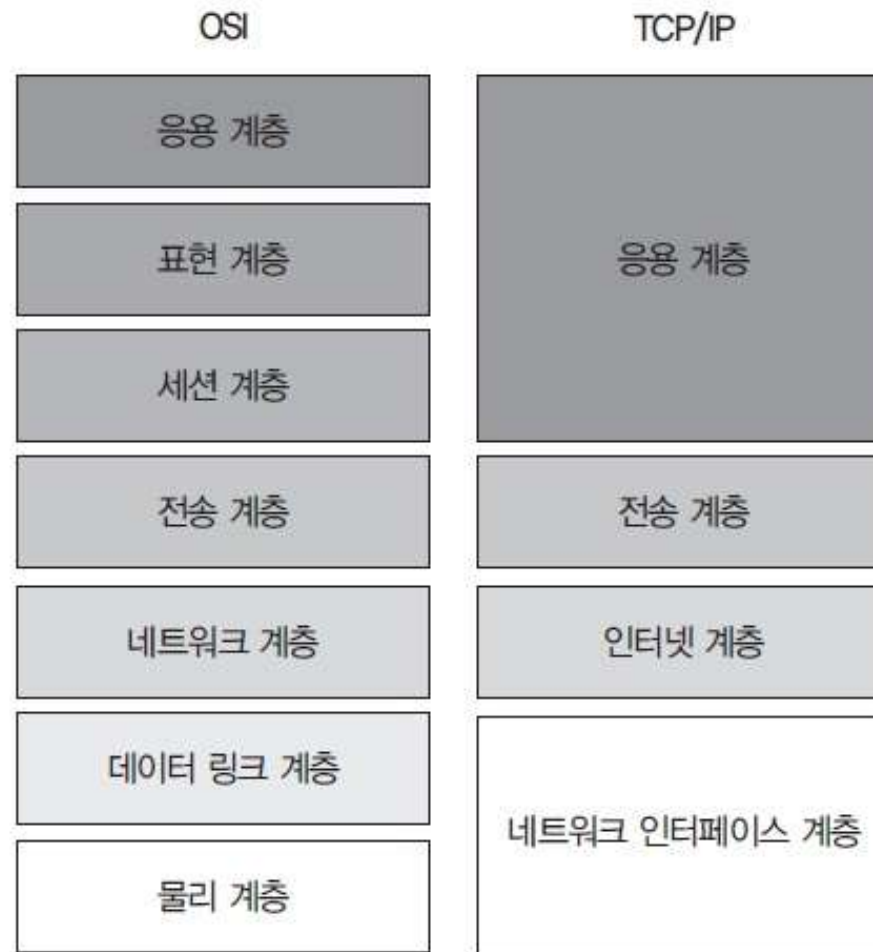 OSI
TCP/IP
응용 계층
표현 계층
세션 계층
전송 계층
네트워크 계층
데이터 링크 계층
물리 계층
응용 계층
전송 계층
인터넷 계층
네트워크 인터페이스 계층